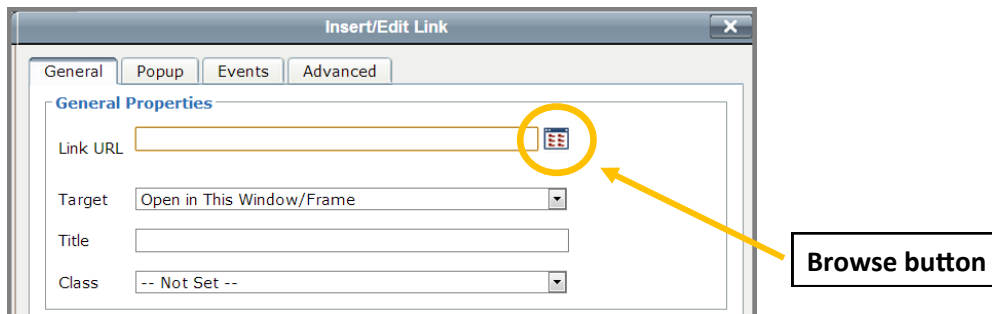 Insert/Edit Link
General Popup Events Advanced
General Properties
Link URL
Target Open in This Window/Frame
Title
Browse button
Class -- Not Set --